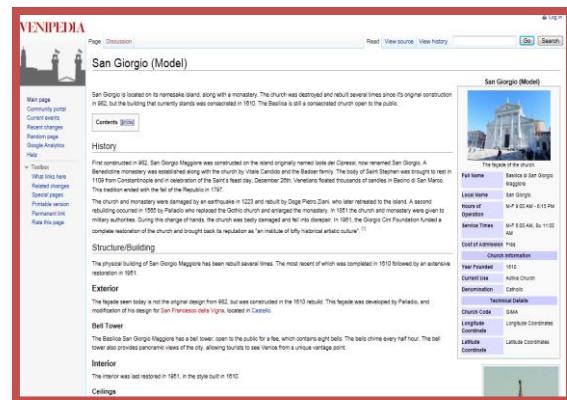 Log in
VENIPEDIA
Page Discussion Read View source View history Go Search
San Giorgio (Model)
San Giorgio is located on its namesake island, along with a monastery. The church was destroyed and rebuilt several times since its original construction
in 982, but the building that currently stands was consecrated in 1610. The Basilica is still a consecrated church open to the public.
Contents [show]
History
First constructed in 982, San Giorgio Maggiore was constructed on the island originally named Isola dei Cipressi, now renamed San Giorgio. A
Benedictine monastery was established along with the church by Vitale Candido and the Badoer family. The body of Saint Stephen was brought to rest in
1109 from Constantinople and in celebration of the Saint's feast day, December 26th, Venetians floated thousands of candles in Bacino di San Marco.
This tradition ended with the fall of the Republic in 1797.
The church and monastery were damaged by an earthquake in 1223 and rebuilt by Doge Pietro Ziani, who later retreated to the island. A second
rebuilding occurred in 1565 by Palladio who replaced the Gothic church and enlarged the monastery. In 1851 the church and monastery were given to
military authorities. During this change of hands, the church was badly damaged and fell into disrepair. In 1951, the Giorgio Cini Foundation funded a
complete restoration of the church and brought back its reputation as "an institute of lofty historical artistic culture". [1]
Structure/Building
The physical building of San Giorgio Maggiore has been rebuilt several times. The most recent of which was completed in 1610 followed by an extensive
restoration in 1951.
Exterior
The façade seen today is not the original design from 982, but was constructed in the 1610 rebuild. This façade was developed by Palladio, and
modification of his design for San Francesco della Vigna, located in Castello.
Bell Tower
The Basilica San Giorgio Maggiore has a bell tower, open to the public for a fee, which contains eight bells. The bells chime every half hour. The bell
tower also provides panoramic views of the city, allowing tourists to see Venice from a unique vantage point.
Interior
The interior was last restored in 1951, in the style built in 1610.
Ceilings
Main page
Community portal
Current events
Recent changes
Random page
Google Analytics
Help
Toolbox
What links here
Related changes
Special pages
Printable version
Permanent link
Rate this page
San Giorgio (Model)
The façade of the church.
Full Name Basilica di San Giorgio
Maggiore
Local Name San Giorgio
Hours of
Operation M-F 9:30 AM - 6:15 PM
Service Times M-F 8:00 AM, Su 11:00
AM
Cost of Admission Free
Church Information
Year Founded 1610
Current Use Active Church
Denomination Catholic
Technical Details
Church Code GIMA
Longitude
Coordinate Longitude Coordinates
Latitude
Coordinate Latitude Coordinates